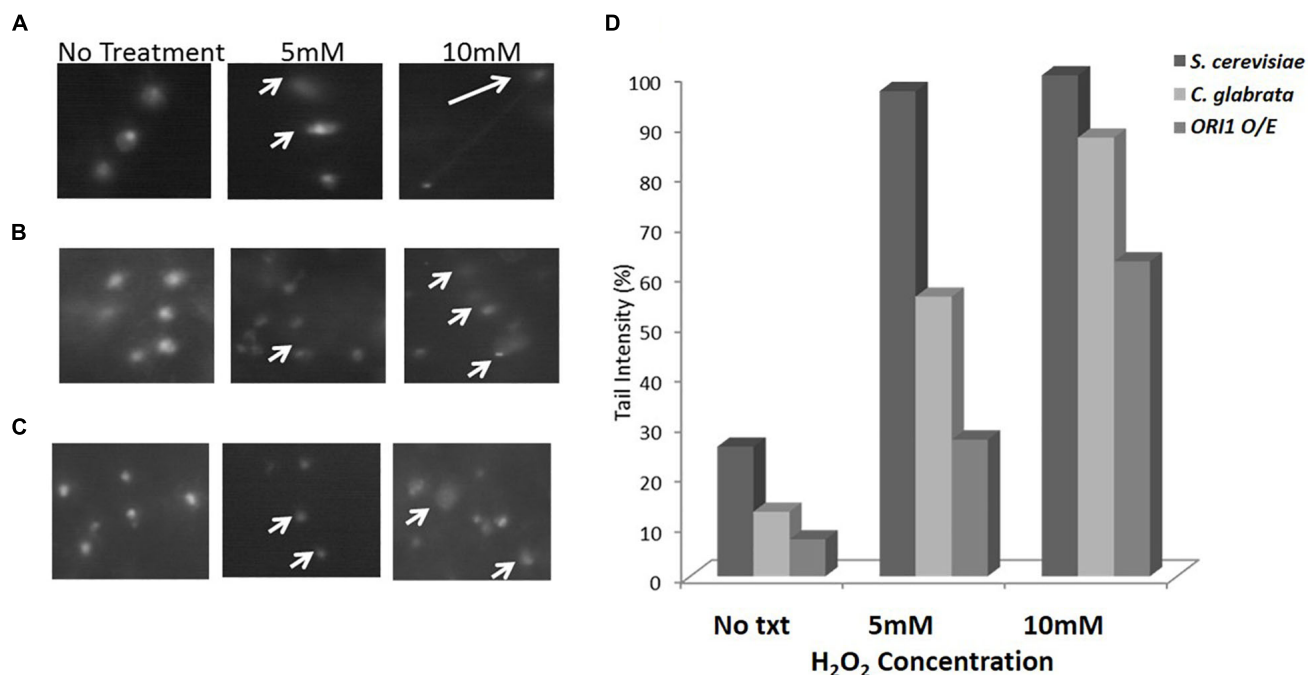 A
No Treatment 5mM 10mM
B
C
D
S. cerevisiae
C. glabrata
ORI1 O/E
Tail Intensity (%)
100
90
80
70
60
50
40
30
20
10
0
No txt 5mM 10mM
H₂O₂ Concentration